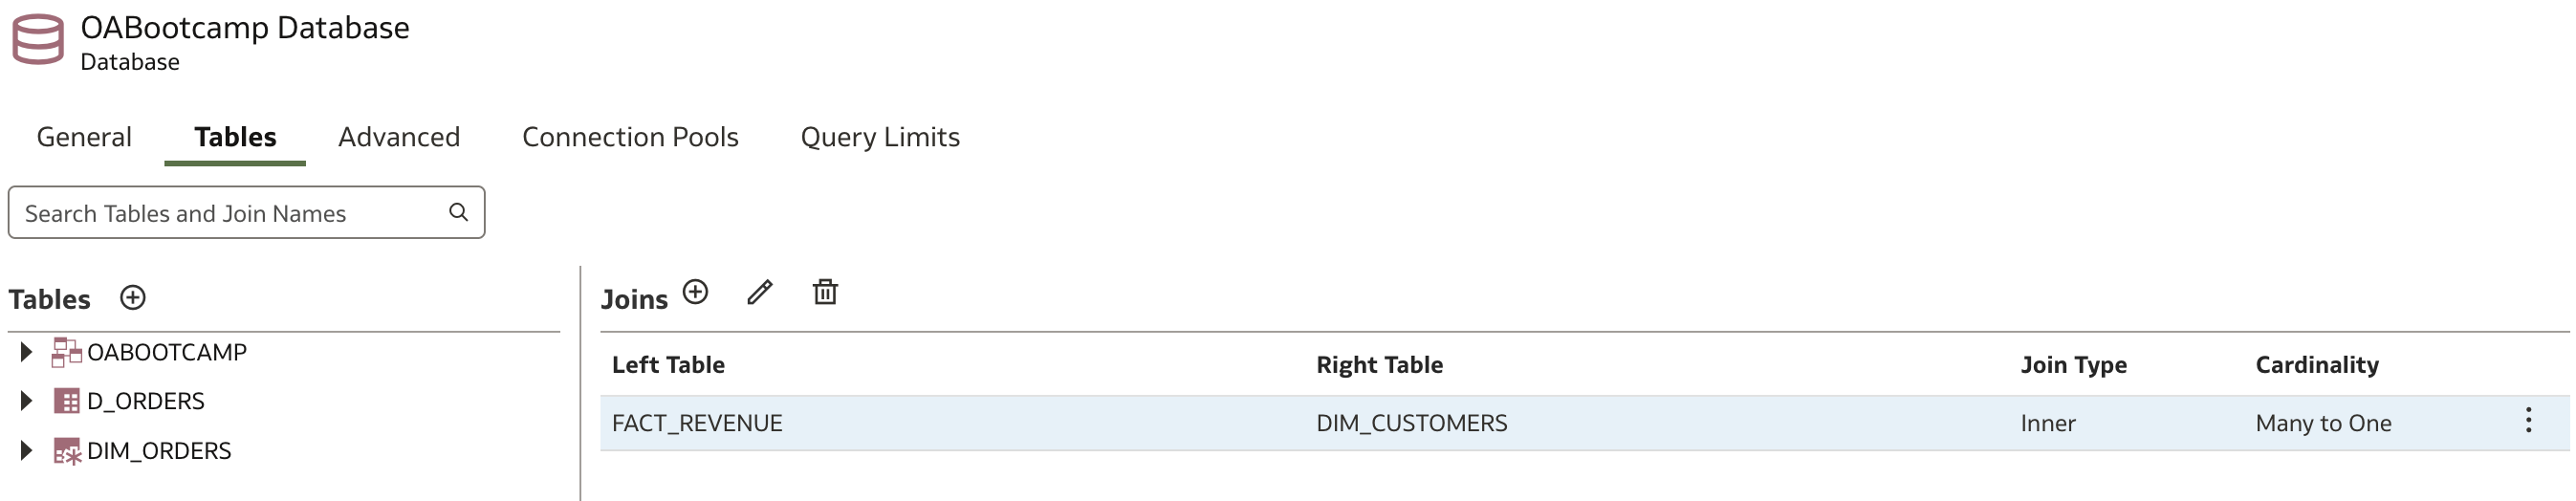 OABootcamp Database
Database
General Tables Advanced Connection Pools Query Limits
Search Tables and Join Names
Tables
OABOOTCAMP
D_ORDERS
DIM_ORDERS
Joins
Left Table Right Table Join Type Cardinality
FACT_REVENUE DIM_CUSTOMERS Inner Many to One